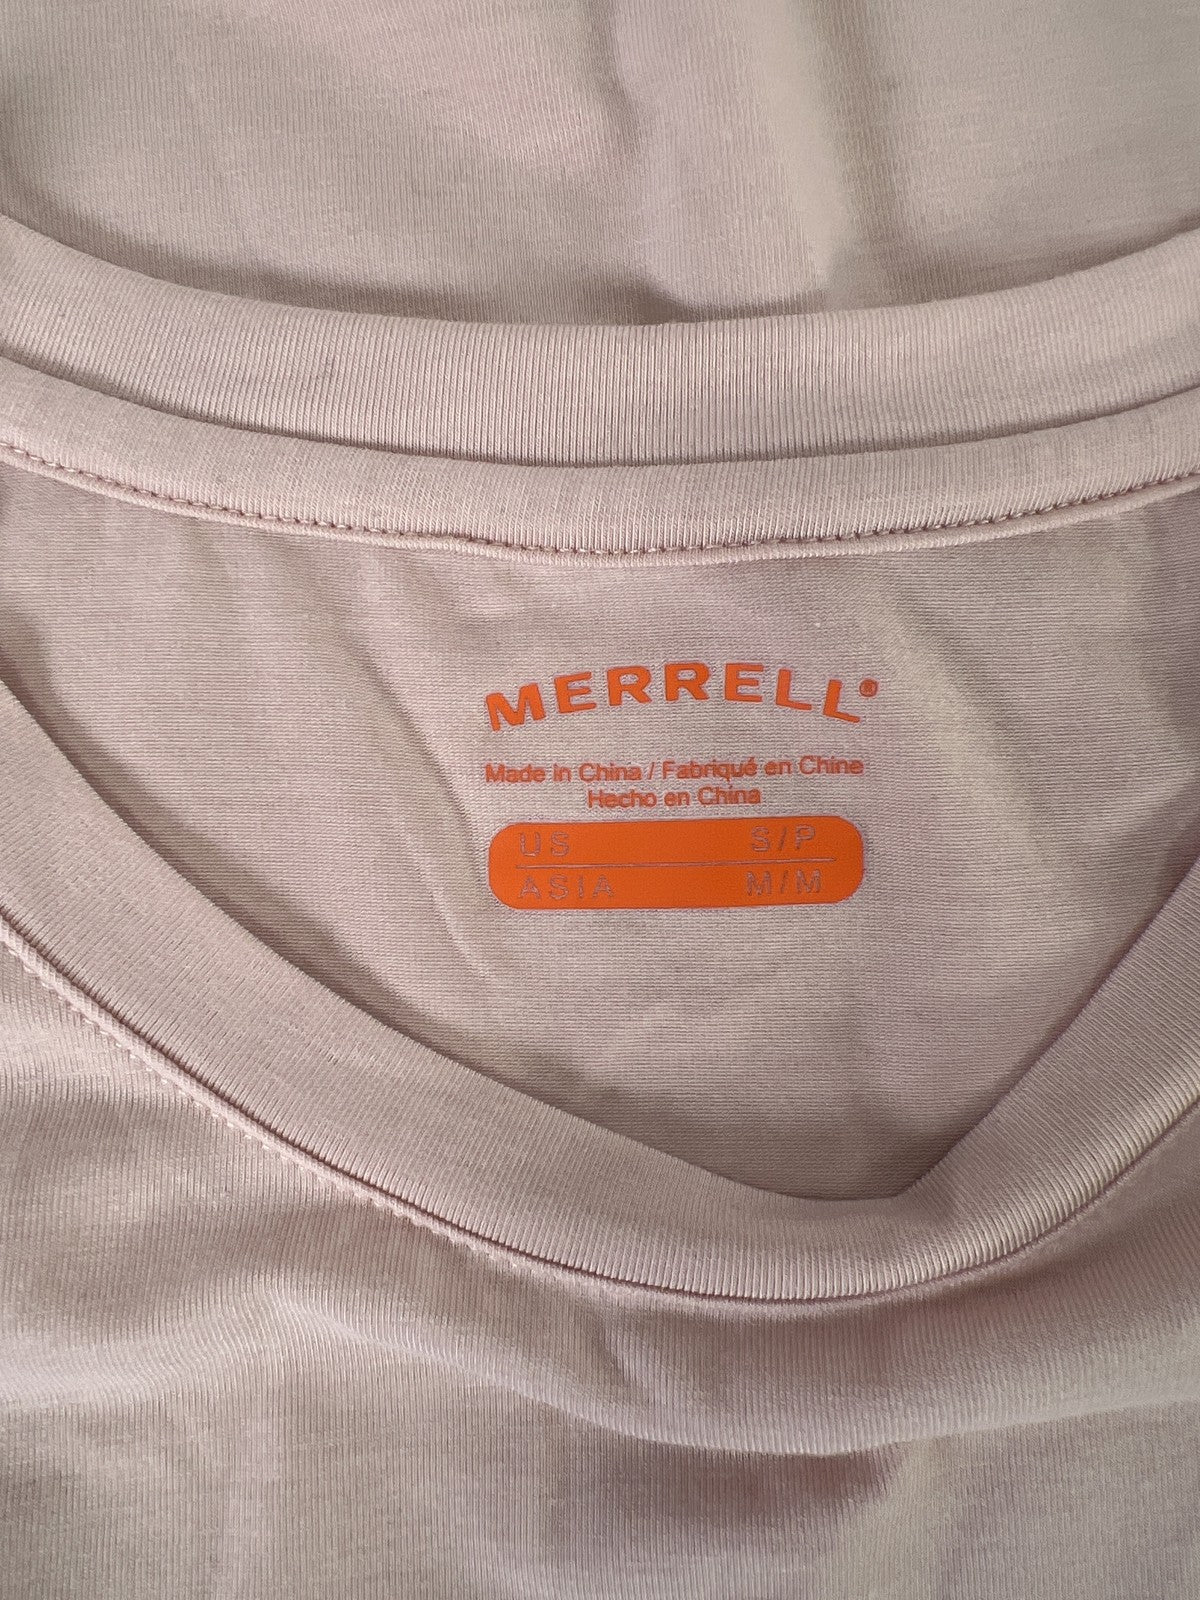 MERRELL®
Made in China / Fabriqué en Chine
Hecho en China
US S/P
ASIA M/M